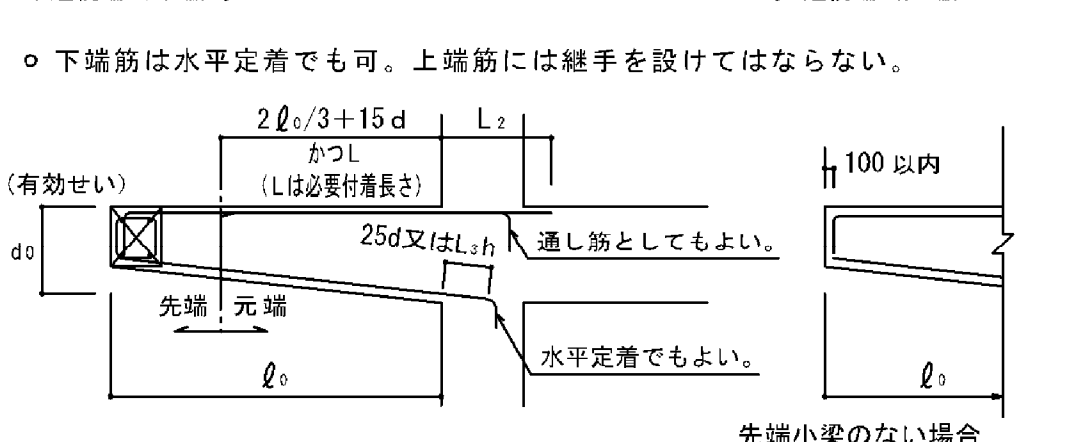 下端筋は水平定着でも可。上端筋には継手を設けてはならない。
2ℓ₀/3+15d
L₂
かつL
(Lは必要付着長さ)
100以内
(有効せい)
25d又はL₃h
通し筋としてもよい。
d₀
先端
元端
水平定着でもよい。
ℓ₀
ℓ₀
先端小梁のない場合